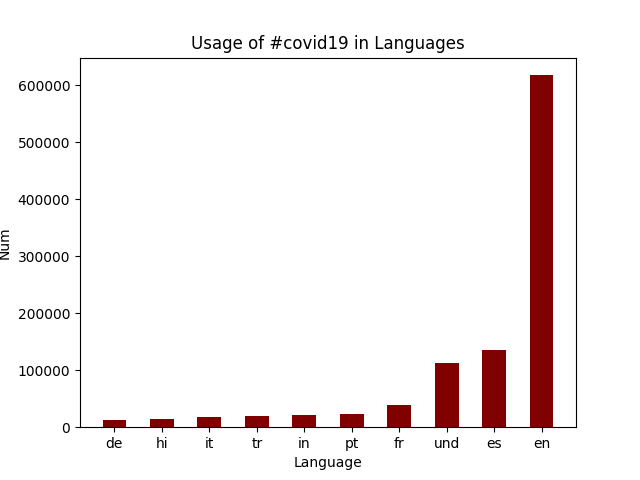 Usage of #covid19 in Languages
600000
500000
400000
300000
200000
100000
0
Num
de hi it tr in pt fr und es en
Language